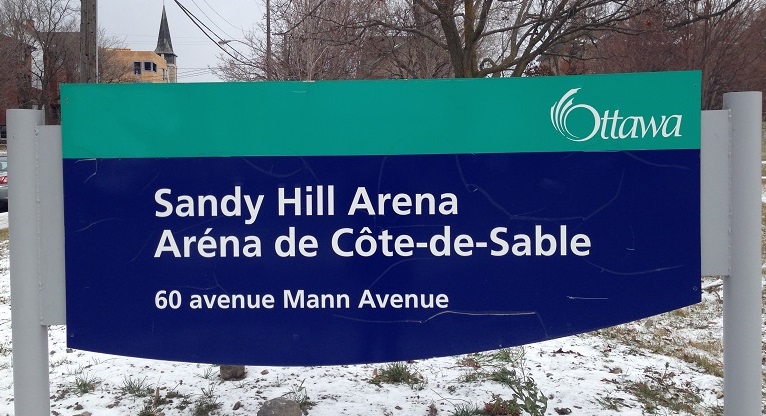 Ottawa
Sandy Hill Arena
Aréna de Côte-de-Sable
60 avenue Mann Avenue